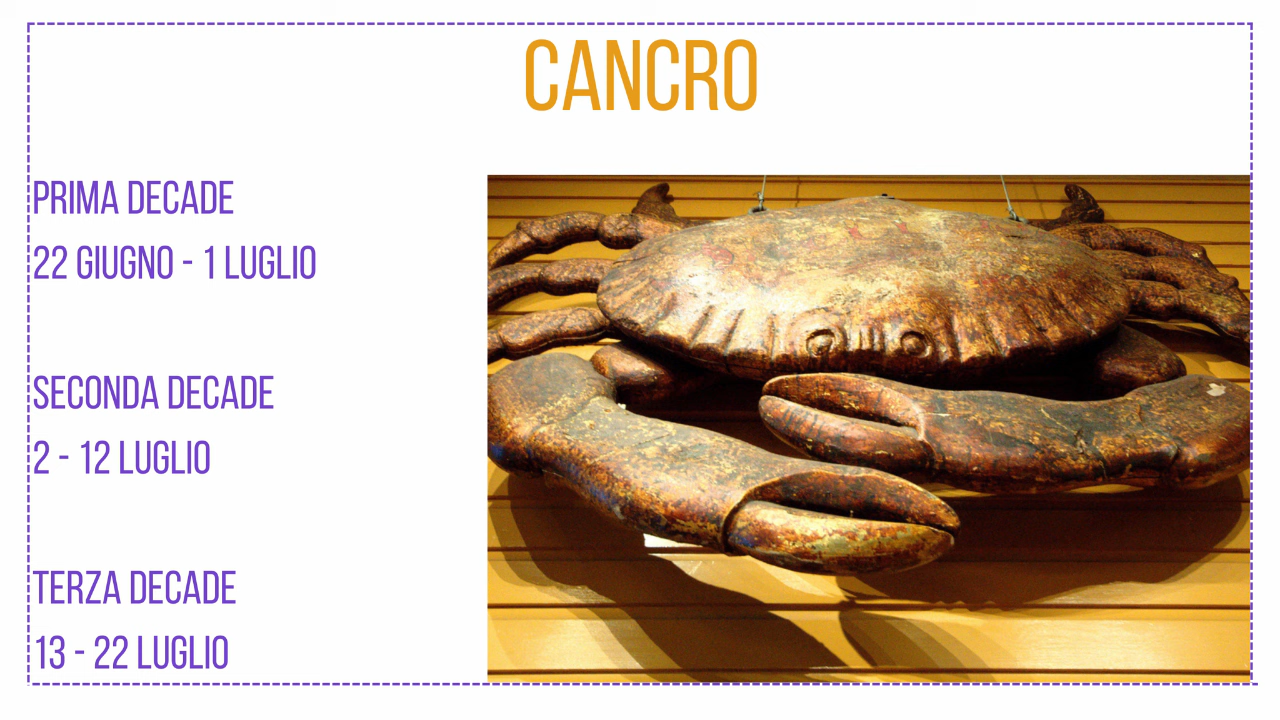 CANCRO
PRIMA DECADE
22 GIUGNO - 1 LUGLIO
SECONDA DECADE
2 - 12 LUGLIO
TERZA DECADE
13 - 22 LUGLIO